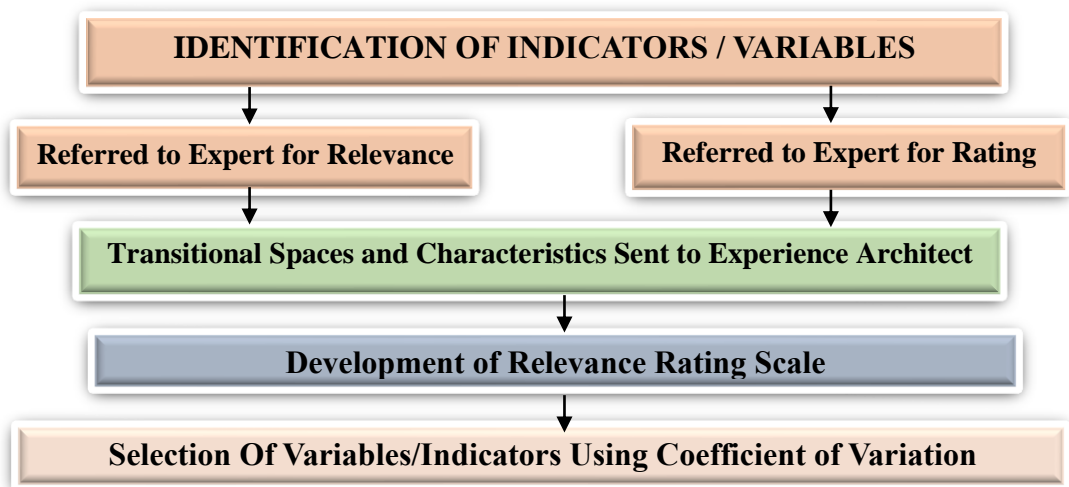 IDENTIFICATION OF INDICATORS / VARIABLES
Referred to Expert for Relevance
Referred to Expert for Rating
Transitional Spaces and Characteristics Sent to Experience Architect
Development of Relevance Rating Scale
Selection Of Variables/Indicators Using Coefficient of Variation